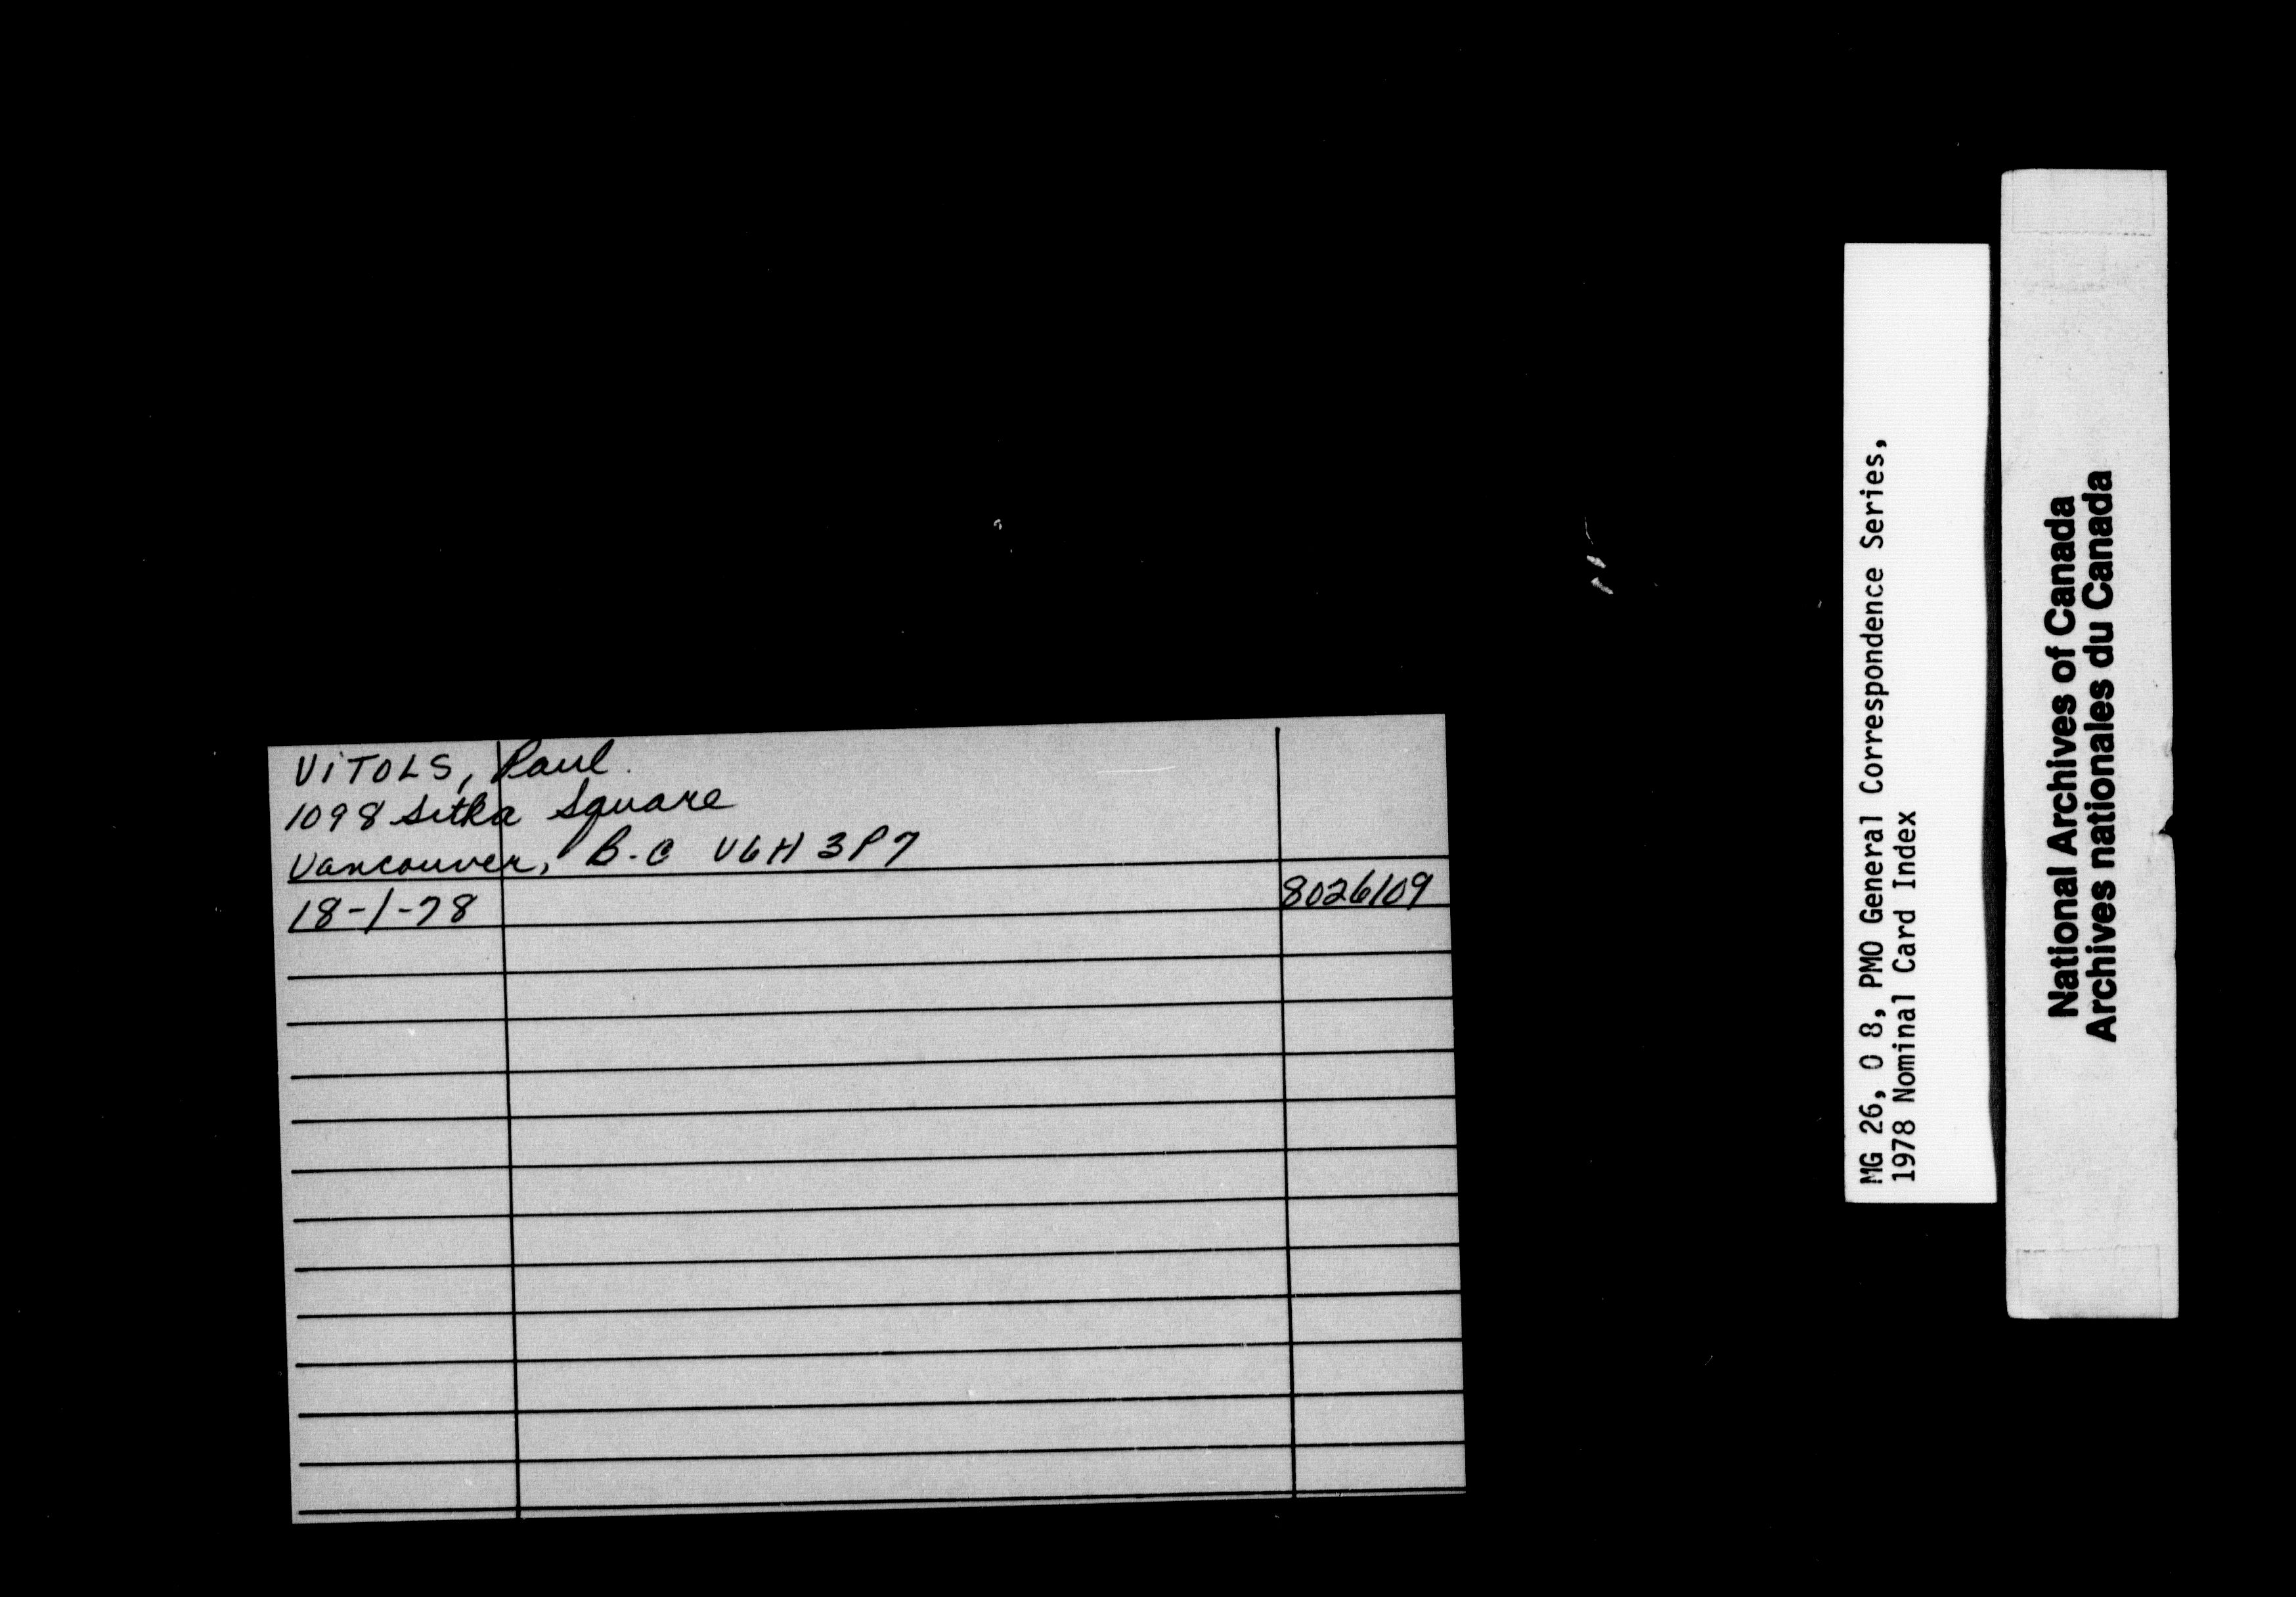 VITOLS, Paul
1098 Sitka Square
Vancouver, B.C V6H 3P7
18-1-78 8026109
MG 26, O 8, PMO General Correspondence Series,
1978 Nominal Card Index
National Archives of Canada
Archives nationales du Canada